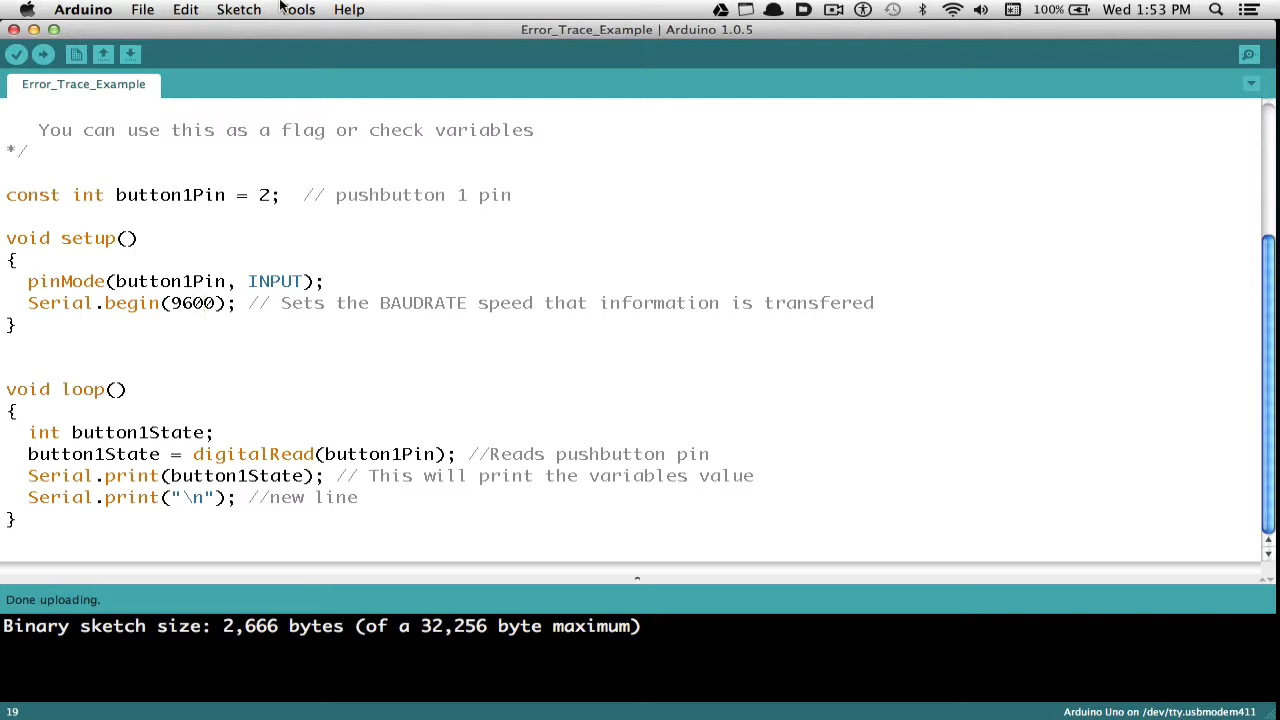 Arduino File Edit Sketch Tools Help 100% Wed 1:53 PM
Error_Trace_Example | Arduino 1.0.5
Error_Trace_Example
You can use this as a flag or check variables
*/
const int button1Pin = 2; // pushbutton 1 pin
void setup()
{
pinMode(button1Pin, INPUT);
Serial.begin(9600); // Sets the BAUDRATE speed that information is transfered
}
void loop()
{
int button1State;
button1State = digitalRead(button1Pin); //Reads pushbutton pin
Serial.print(button1State); // This will print the variables value
Serial.print("\n"); //new line
}
Done uploading.
Binary sketch size: 2,666 bytes (of a 32,256 byte maximum)
19 Arduino Uno on /dev/tty.usbmodem411